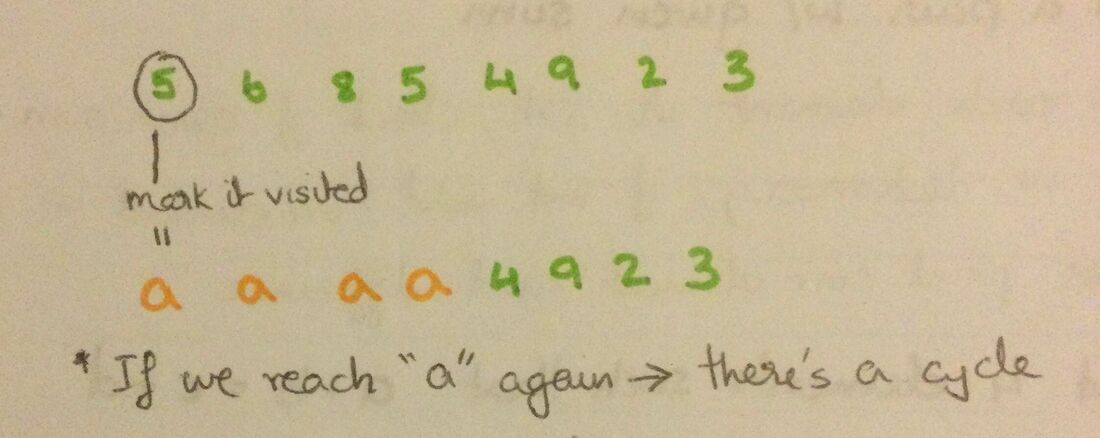 5 6 8 5 4 9 2 3
mark it visited
"
a a a a 4 9 2 3
* If we reach "a" again → there's a cycle